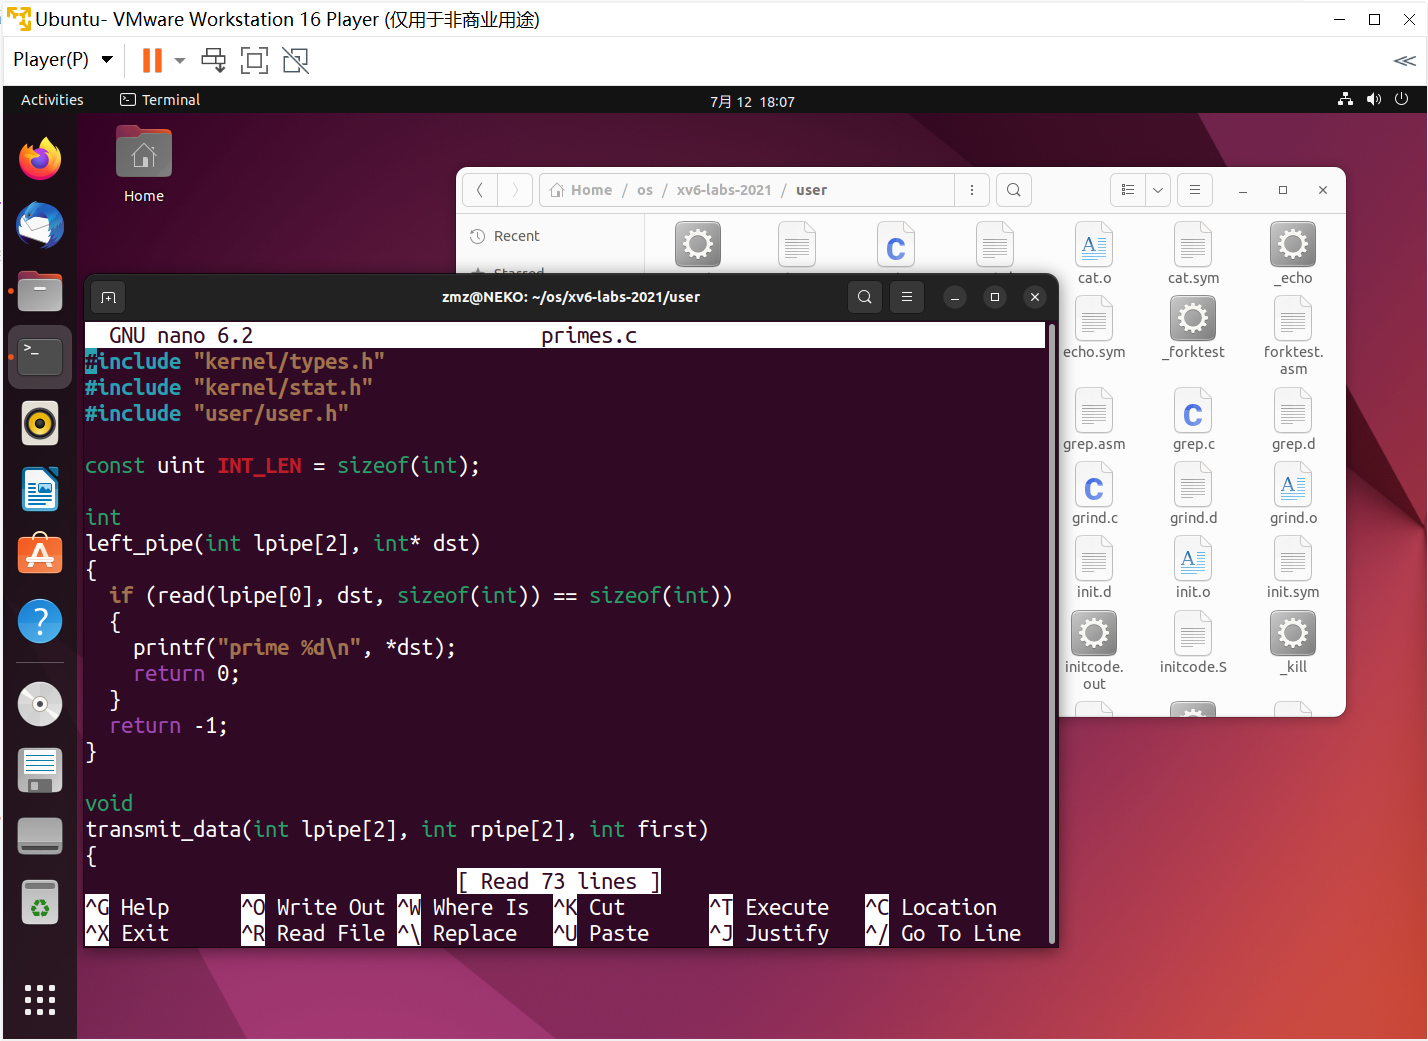 Ubuntu- VMware Workstation 16 Player (仅用于非商业用途)
Player(P)
Activities
Terminal
7月 12 18:07
Home
Home / os / xv6-labs-2021 / user
Recent
cat.o
cat.sym
_echo
echo.sym
_forktest
forktest.
asm
grep.asm
grep.c
grep.d
grind.c
grind.d
grind.o
init.d
init.o
init.sym
initcode.
out
initcode.S
_kill
zmz@NEKO: ~/os/xv6-labs-2021/user
GNU nano 6.2 primes.c
#include "kernel/types.h"
#include "kernel/stat.h"
#include "user/user.h"
const uint INT_LEN = sizeof(int);
int
left_pipe(int lpipe[2], int* dst)
{
  if (read(lpipe[0], dst, sizeof(int)) == sizeof(int))
  {
    printf("prime %d\n", *dst);
    return 0;
  }
  return -1;
}
void
transmit_data(int lpipe[2], int rpipe[2], int first)
{
[ Read 73 lines ]
^G Help ^O Write Out ^W Where Is ^K Cut ^T Execute ^C Location
^X Exit ^R Read File ^\ Replace ^U Paste ^J Justify ^/ Go To Line